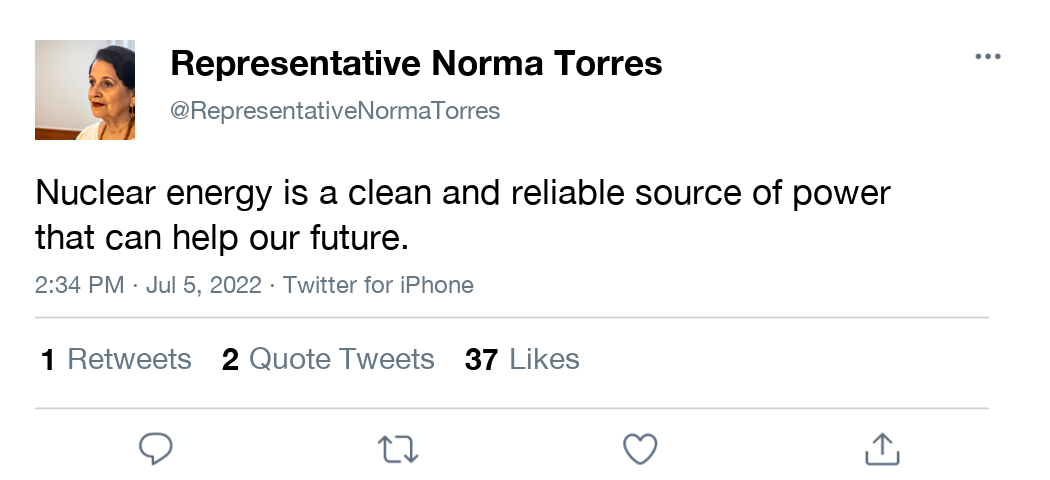 Representative Norma Torres
@RepresentativeNormaTorres
Nuclear energy is a clean and reliable source of power
that can help our future.
2:34 PM · Jul 5, 2022 · Twitter for iPhone
1 Retweets 2 Quote Tweets 37 Likes